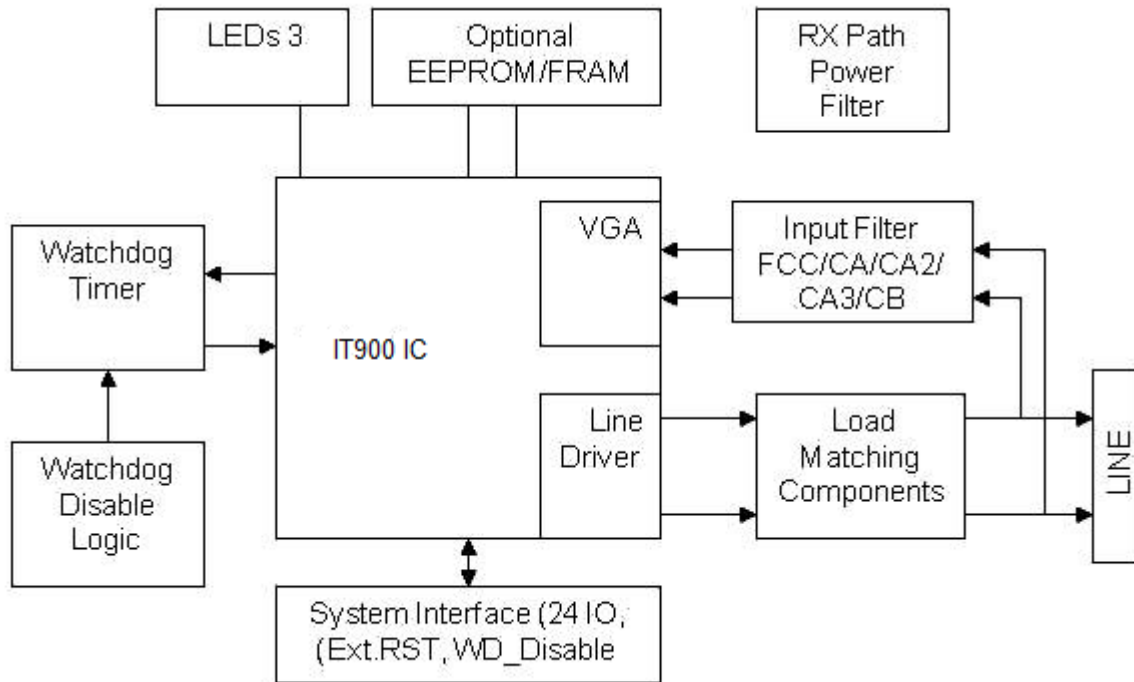 LEDs 3
Optional
EEPROM/FRAM
RX Path
Power
Filter
Watchdog
Timer
VGA
Input Filter
FCC/CA/CA2/
CA3/CB
IT900 IC
Watchdog
Disable
Logic
Line
Driver
Load
Matching
Components
LINE
System Interface (24 IO,
(Ext.RST, WD_Disable